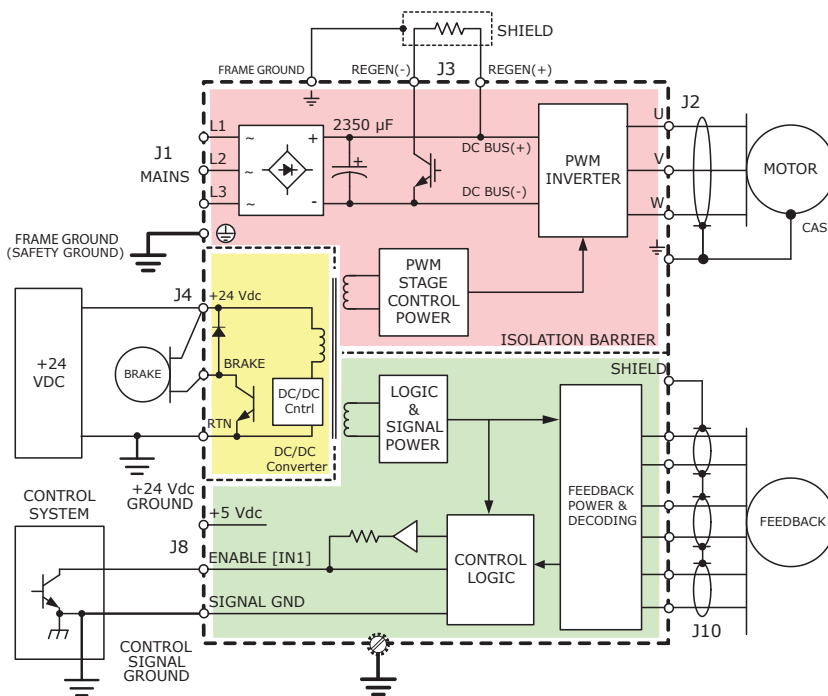 SHIELD
FRAME GROUND
REGEN(-)
J3
REGEN(+)
J1
MAINS
L1
L2
L3
~
~
~
+
-
2350 µF
+
DC BUS(+)
DC BUS(-)
PWM
INVERTER
U
V
W
J2
MOTOR
CAS
FRAME GROUND
(SAFETY GROUND)
PWM
STAGE
CONTROL
POWER
ISOLATION BARRIER
J4
+24 Vdc
+24
VDC
BRAKE
BRAKE
RTN
DC/DC
Cntrl
DC/DC
Converter
+24 Vdc
GROUND
LOGIC
&
SIGNAL
POWER
SHIELD
FEEDBACK
POWER &
DECODING
FEEDBACK
J10
CONTROL
SYSTEM
J8
+5 Vdc
ENABLE [IN1]
SIGNAL GND
CONTROL
LOGIC
CONTROL
SIGNAL
GROUND